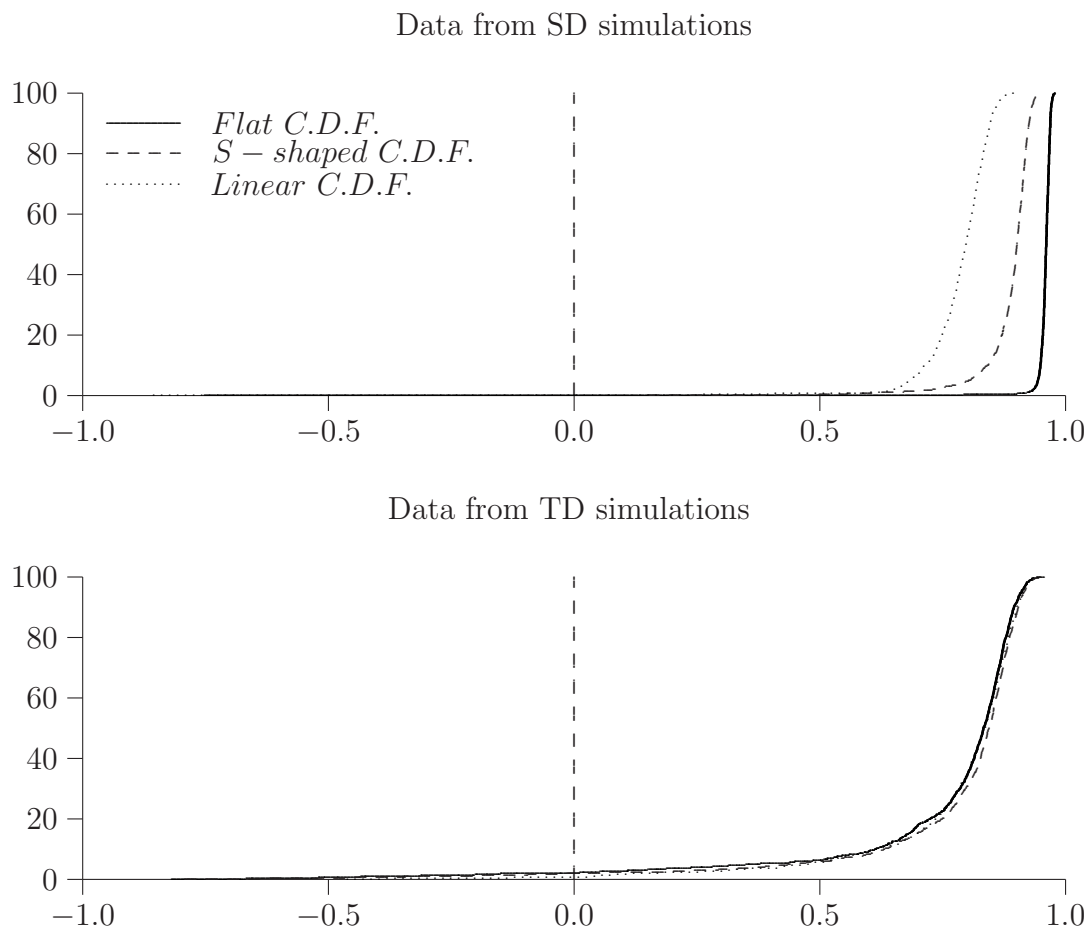 Data from SD simulations
100
80
60
40
20
0
Flat C.D.F.
S − shaped C.D.F.
Linear C.D.F.
−1.0 −0.5 0.0 0.5 1.0
Data from TD simulations
100
80
60
40
20
0
−1.0 −0.5 0.0 0.5 1.0